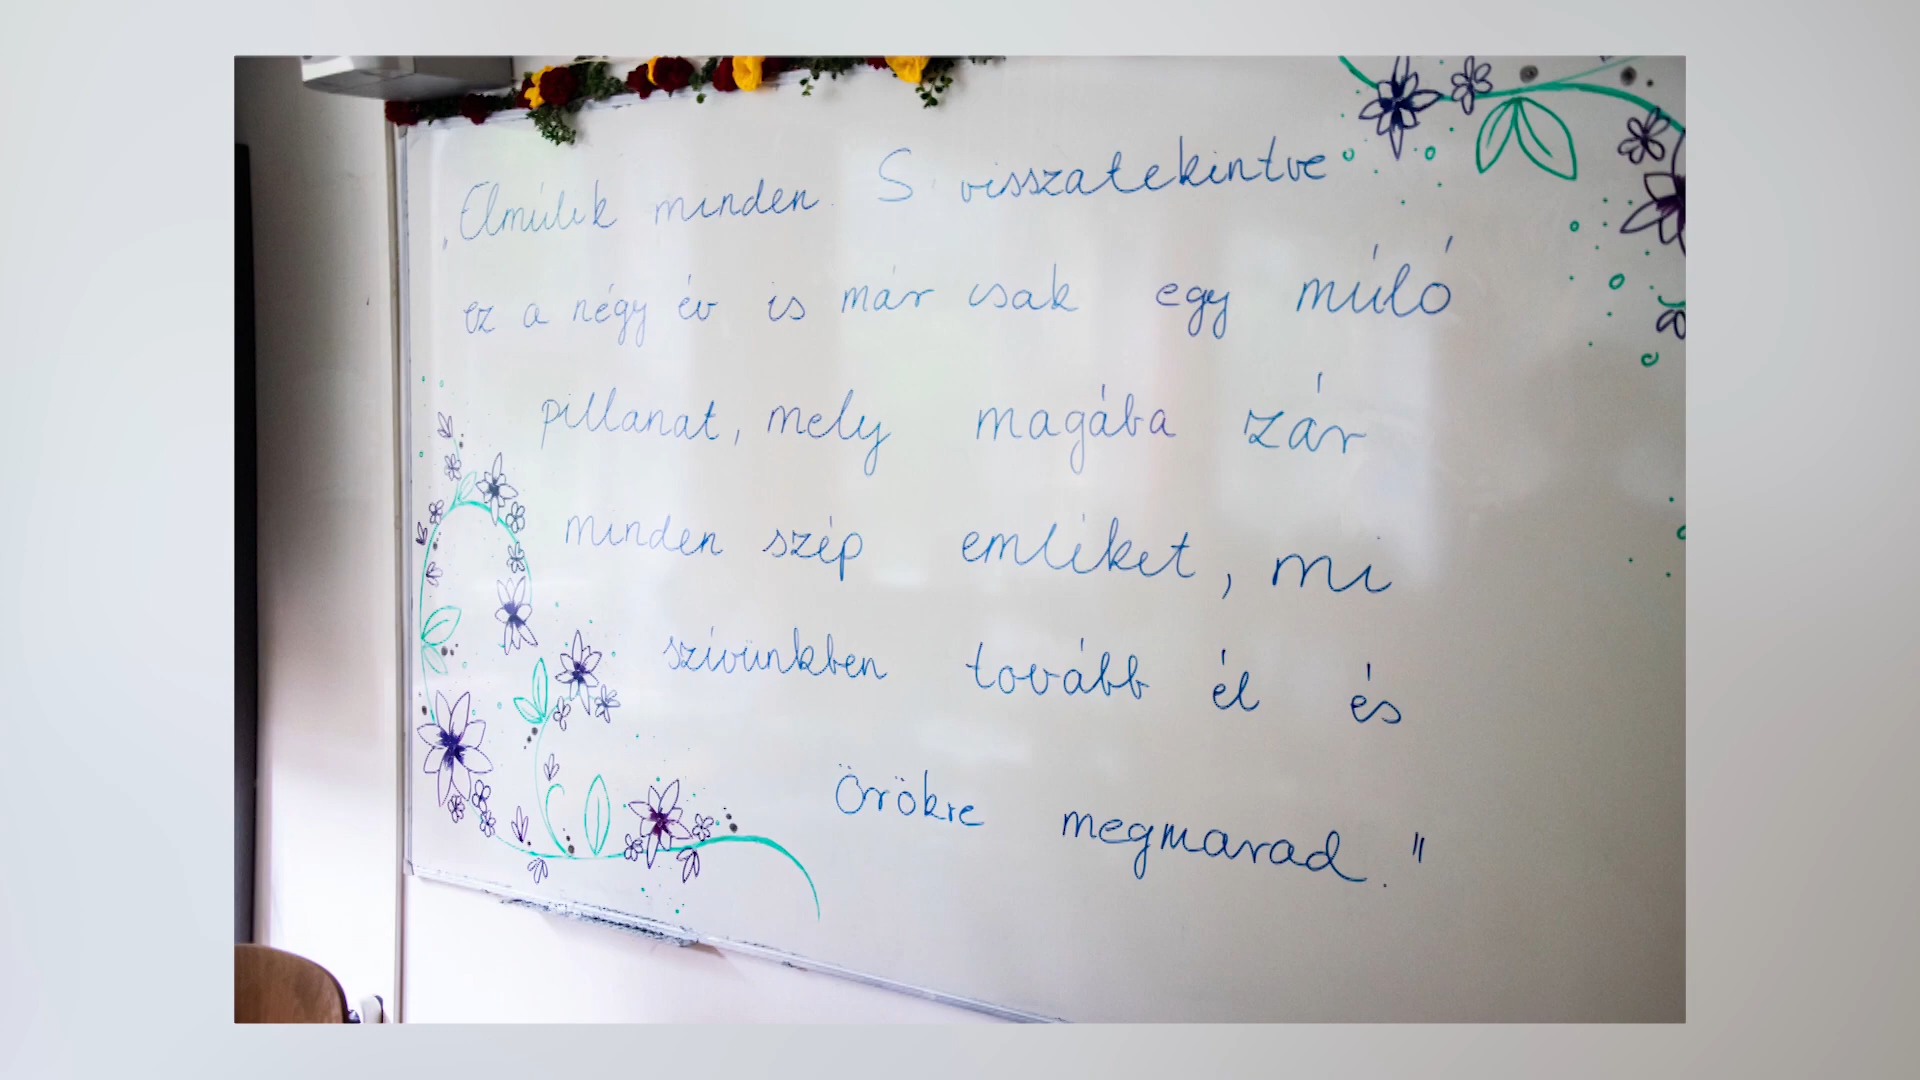 „Elmúlik minden. S visszatekintve
ez a négy év is már csak egy múló
pillanat, mely magába zár
minden szép emléket, mi
szívünkben tovább él és
örökre megmarad."